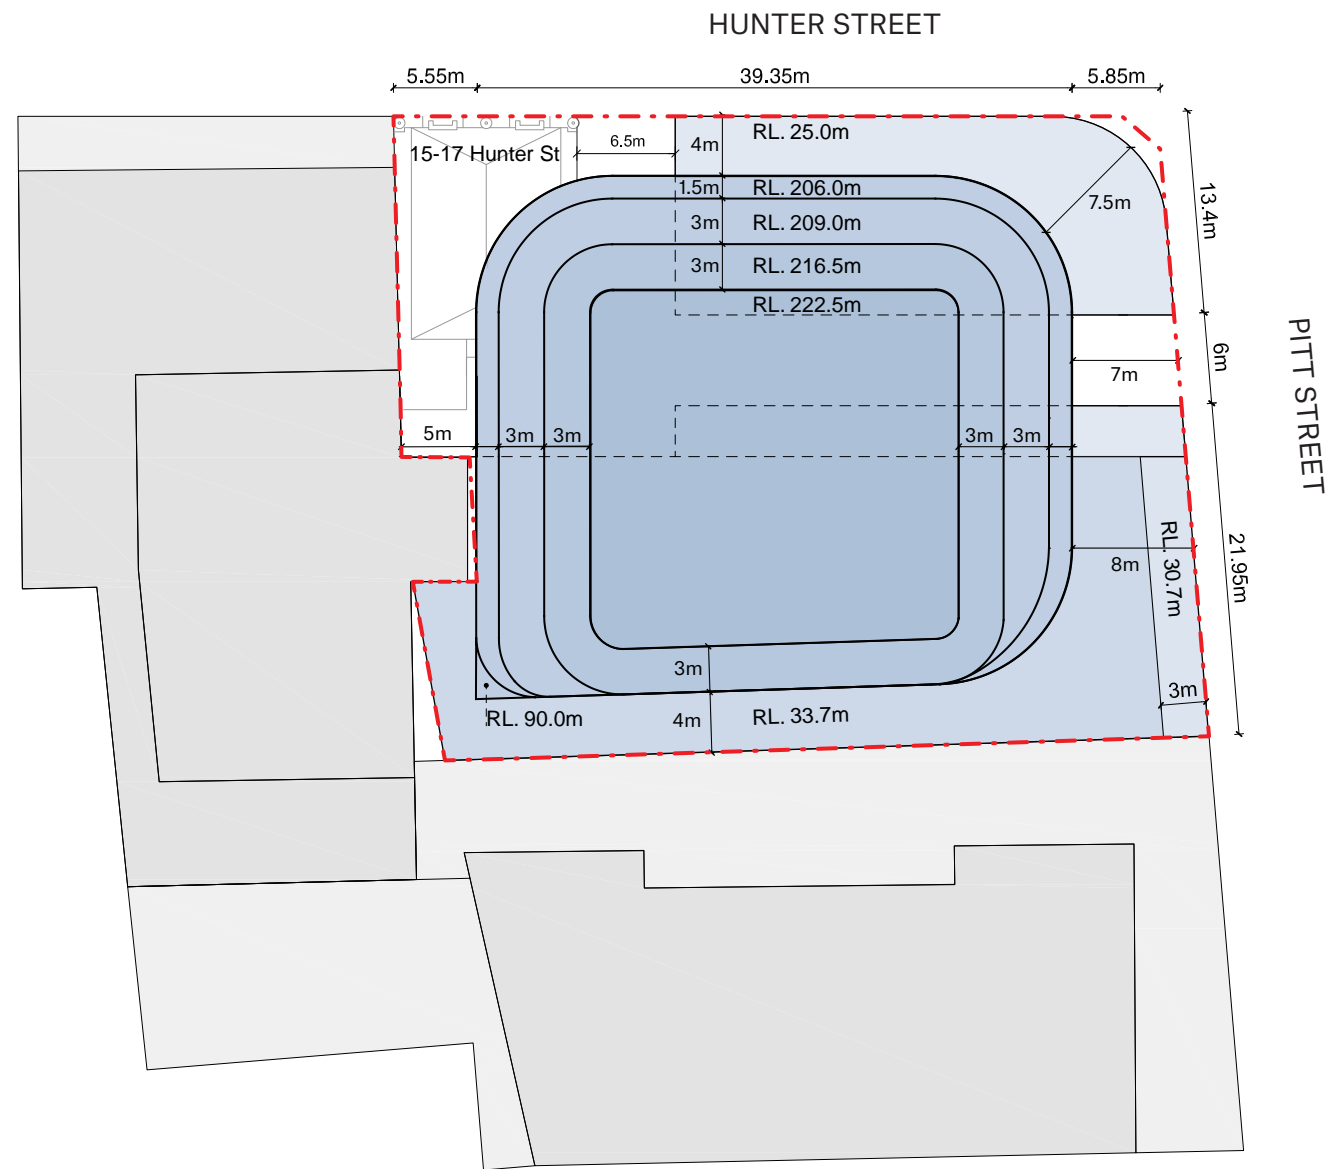 HUNTER STREET
5.55m
39.35m
5.85m
RL. 25.0m
4m
6.5m
15-17 Hunter St
1.5m
RL. 206.0m
7.5m
13.4m
3m
RL. 209.0m
3m
RL. 216.5m
RL. 222.5m
6m
7m
PITT STREET
5m
3m
3m
3m
3m
8m
RL. 30.7m
21.95m
3m
3m
RL. 90.0m
4m
RL. 33.7m